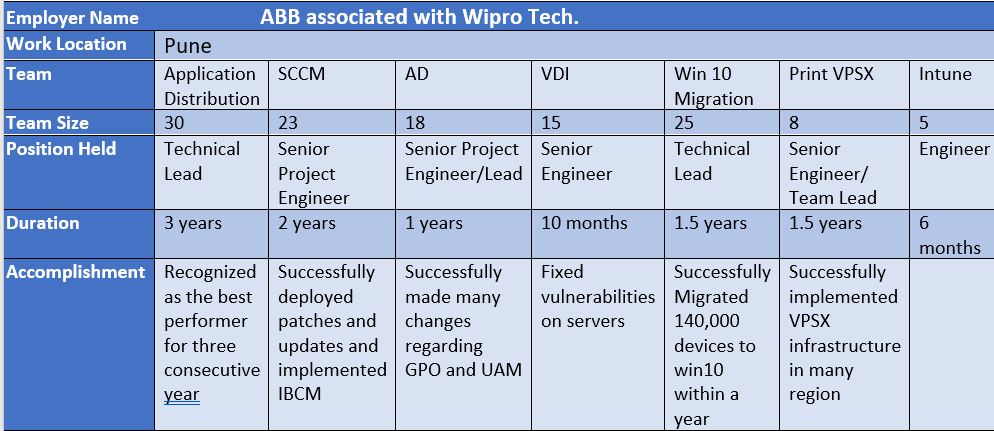 Employer Name ABB associated with Wipro Tech.
Work Location Pune
Team Application Distribution SCCM AD VDI Win 10 Migration Print VPSX Intune
Team Size 30 23 18 15 25 8 5
Position Held Technical Lead Senior Project Engineer Senior Project Engineer/Lead Senior Engineer Technical Lead Senior Engineer/ Team Lead Engineer
Duration 3 years 2 years 1 years 10 months 1.5 years 1.5 years 6 months
Accomplishment Recognized as the best performer for three consecutive year Successfully deployed patches and updates and implemented IBCM Successfully made many changes regarding GPO and UAM Fixed vulnerabilities on servers Successfully Migrated 140,000 devices to win10 within a year Successfully implemented VPSX infrastructure in many region